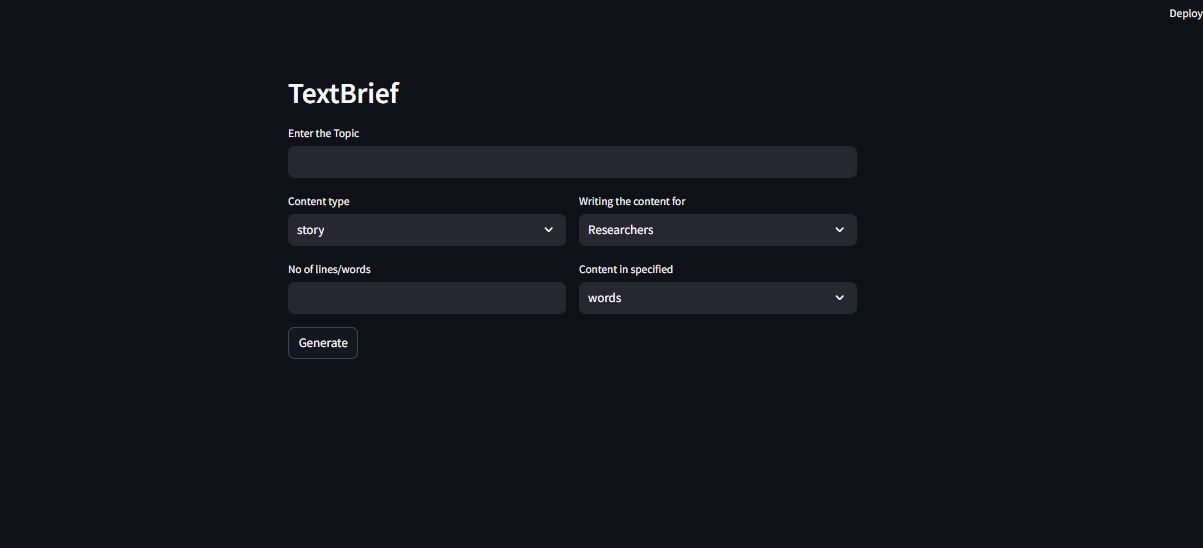 Deploy
TextBrief
Enter the Topic
Content type
Writing the content for
story
Researchers
No of lines/words
Content in specified
words
Generate